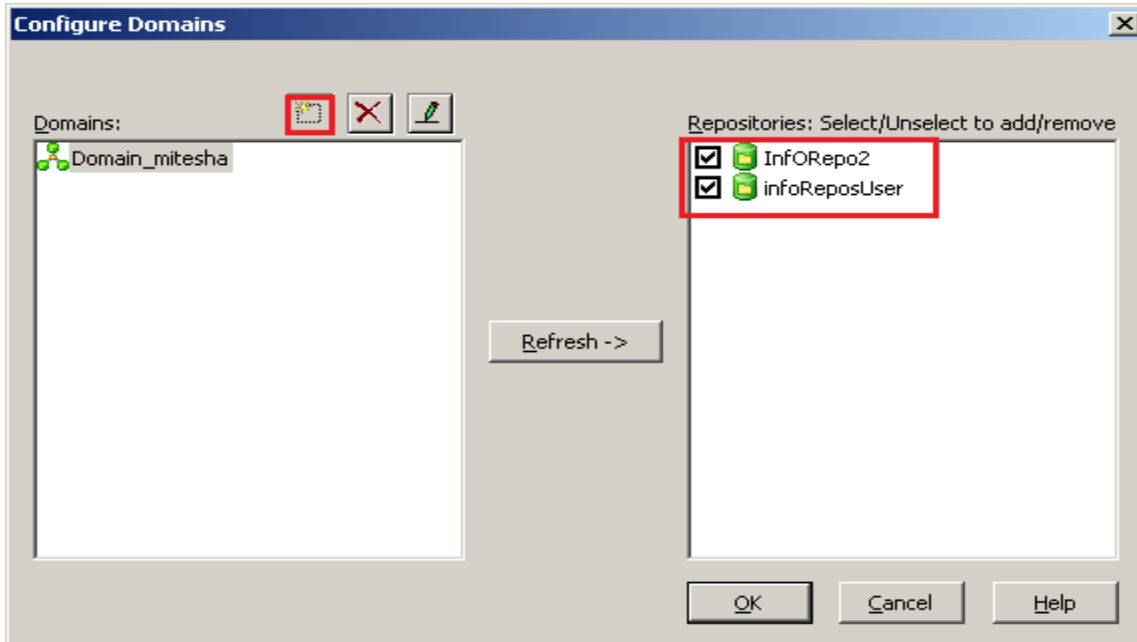 Configure Domains
Domains:
Repositories: Select/Unselect to add/remove
Domain_mitesha
InfORepo2
infoReposUser
Refresh ->
OK
Cancel
Help